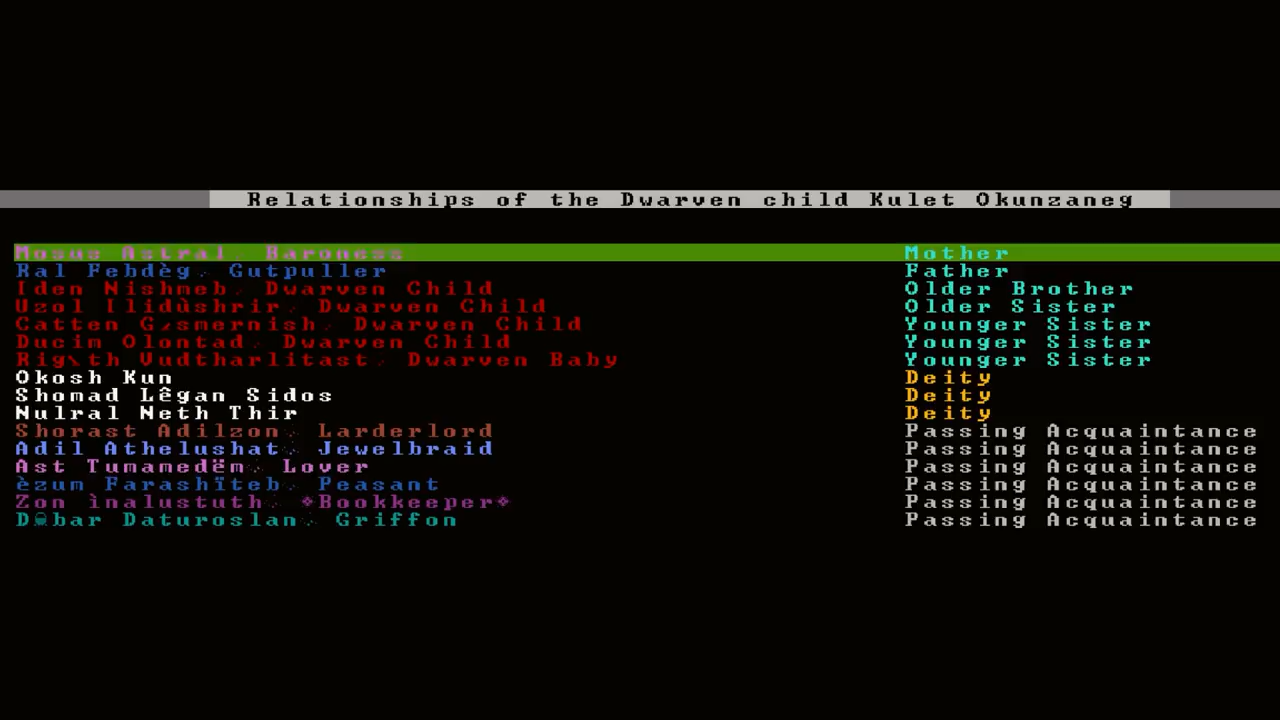 Relationships of the Dwarven child Kulet Okunzaneg
Mosus Astral, Baroness Mother
Ral Febdèg, Gutpuller Father
Iden Nishmeb, Dwarven Child Older Brother
Uzol Ilidùshrir, Dwarven Child Older Sister
Catten Dwarven Child Younger Sister
Ducim Olontad, Dwarven Child Younger Sister
Vudtharlitast, Dwarven Baby Younger Sister
Okosh Kun Deity
Shomad Lêgan Sidos Deity
Nulral Neth Thir Deity
Shorast Adilzon, Larderlord Passing Acquaintance
Adil Athelushat, Jewelbraid Passing Acquaintance
Ast Tumamedëm, Lover Passing Acquaintance
èzum Farashïteb, Peasant Passing Acquaintance
Zon ìnalustuth, Bookkeeper Passing Acquaintance
Daturoslan, Griffon Passing Acquaintance